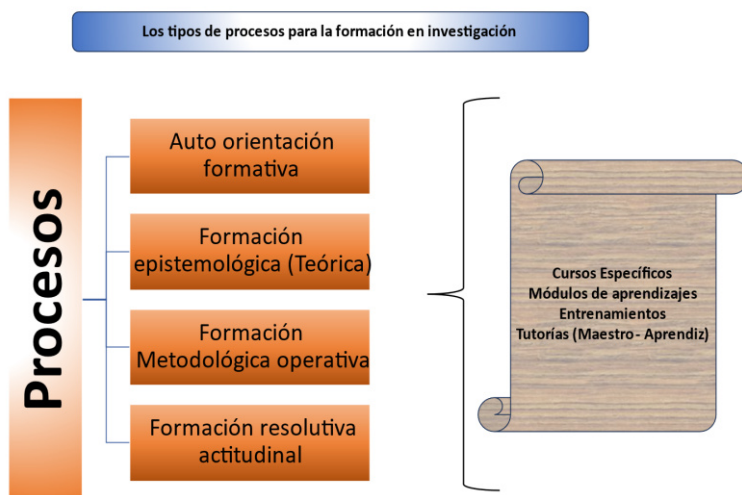 Los tipos de procesos para la formación en investigación
Procesos
Auto orientación
formativa
Formación
epistemológica (Teórica)
Formación
Metodológica operativa
Formación resolutiva
actitudinal
Cursos Específicos
Módulos de aprendizajes
Entrenamientos
Tutorías (Maestro - Aprendiz)